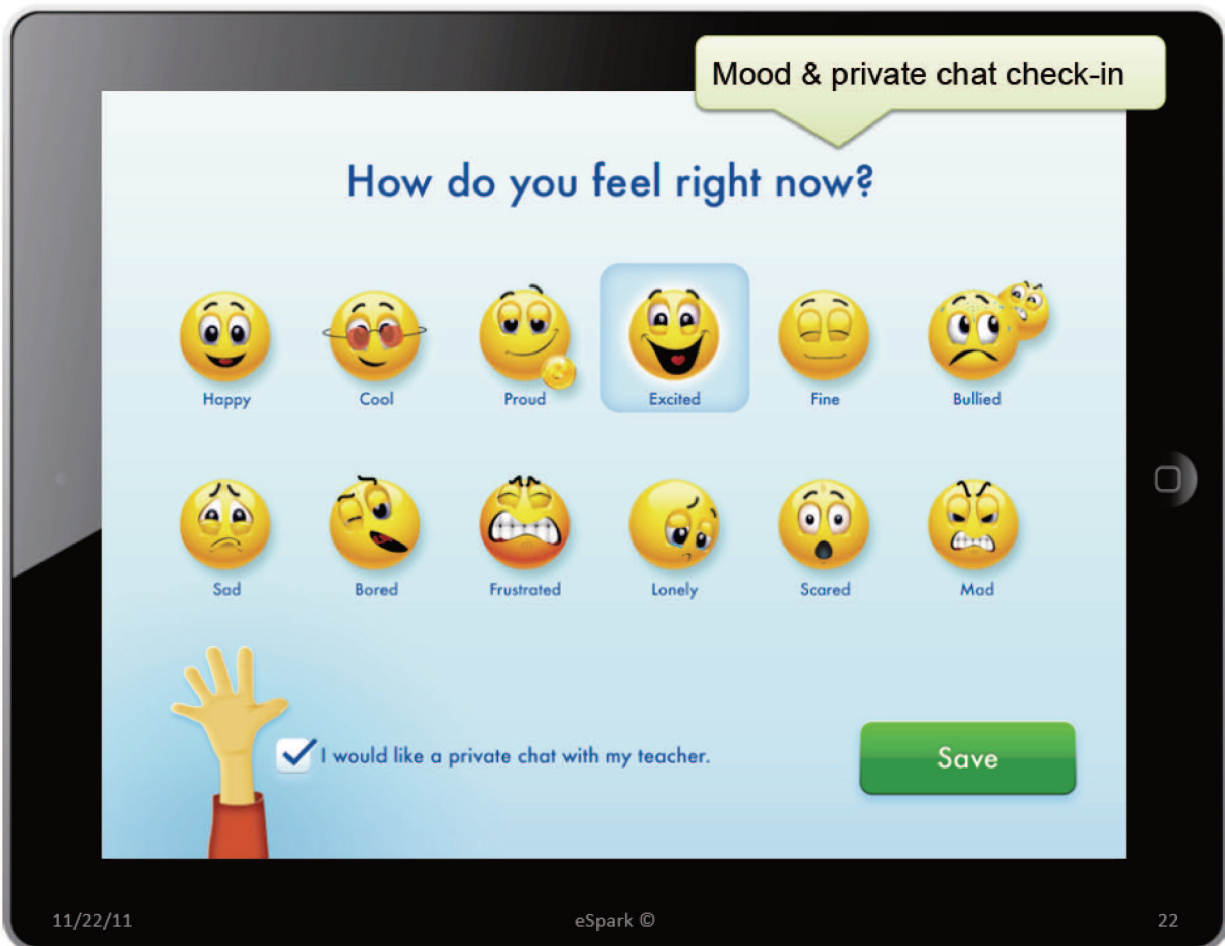 Mood & private chat check-in
How do you feel right now?
Happy Cool Proud Excited Fine Bullied
Sad Bored Frustrated Lonely Scared Mad
I would like a private chat with my teacher.
Save
11/22/11 eSpark © 22